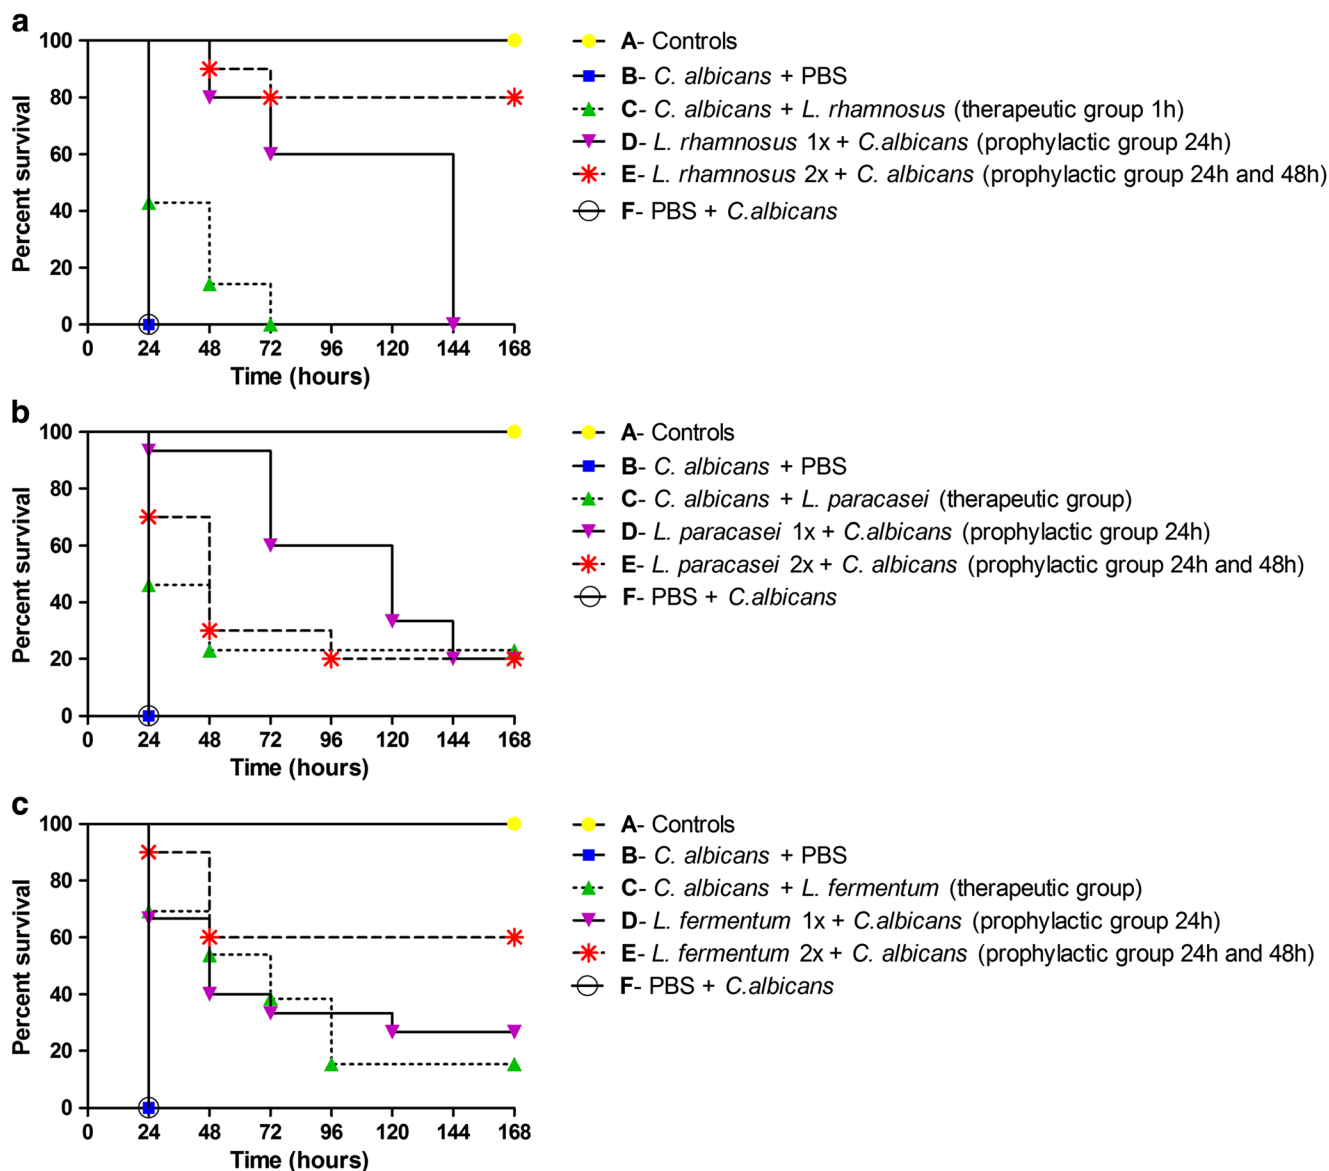 a
100
80
60
40
20
0
Percent survival
0 24 48 72 96 120 144 168
Time (hours)
A- Controls
B- C. albicans + PBS
C- C. albicans + L. rhamnosus (therapeutic group 1h)
D- L. rhamnosus 1x + C.albicans (prophylactic group 24h)
E- L. rhamnosus 2x + C. albicans (prophylactic group 24h and 48h)
F- PBS + C.albicans
b
100
80
60
40
20
0
Percent survival
0 24 48 72 96 120 144 168
Time (hours)
A- Controls
B- C. albicans + PBS
C- C. albicans + L. paracasei (therapeutic group)
D- L. paracasei 1x + C.albicans (prophylactic group 24h)
E- L. paracasei 2x + C. albicans (prophylactic group 24h and 48h)
F- PBS + C.albicans
c
100
80
60
40
20
0
Percent survival
0 24 48 72 96 120 144 168
Time (hours)
A- Controls
B- C. albicans + PBS
C- C. albicans + L. fermentum (therapeutic group)
D- L. fermentum 1x + C.albicans (prophylactic group 24h)
E- L. fermentum 2x + C. albicans (prophylactic group 24h and 48h)
F- PBS + C.albicans